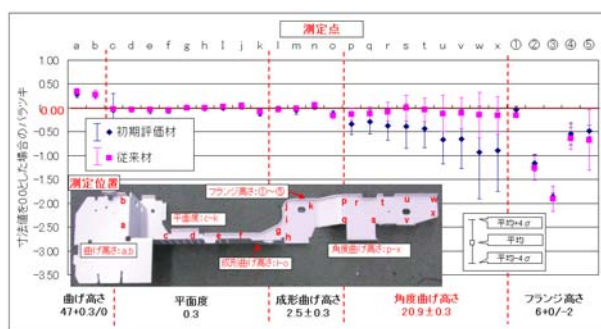 測定点
a b c d e f g h i j k l m n o p q r s t u v w x ① ② ③ ④ ⑤
寸法値を0.0とした場合のバラツキ
1.00
0.50
0.00
-0.50
-1.00
-1.50
-2.00
-2.50
-3.00
-3.50
初期評価材
従来材
測定位置
フランジ高さ:①~⑤
平面度:c~k
曲げ高さ:a,b
成形曲げ高さ:l~o
角度曲げ高さ:p~x
平均+4σ
平均
平均-4σ
曲げ高さ
47+0.3/0
平面度
0.3
成形曲げ高さ
2.5±0.3
角度曲げ高さ
20.9±0.3
フランジ高さ
6+0/-2